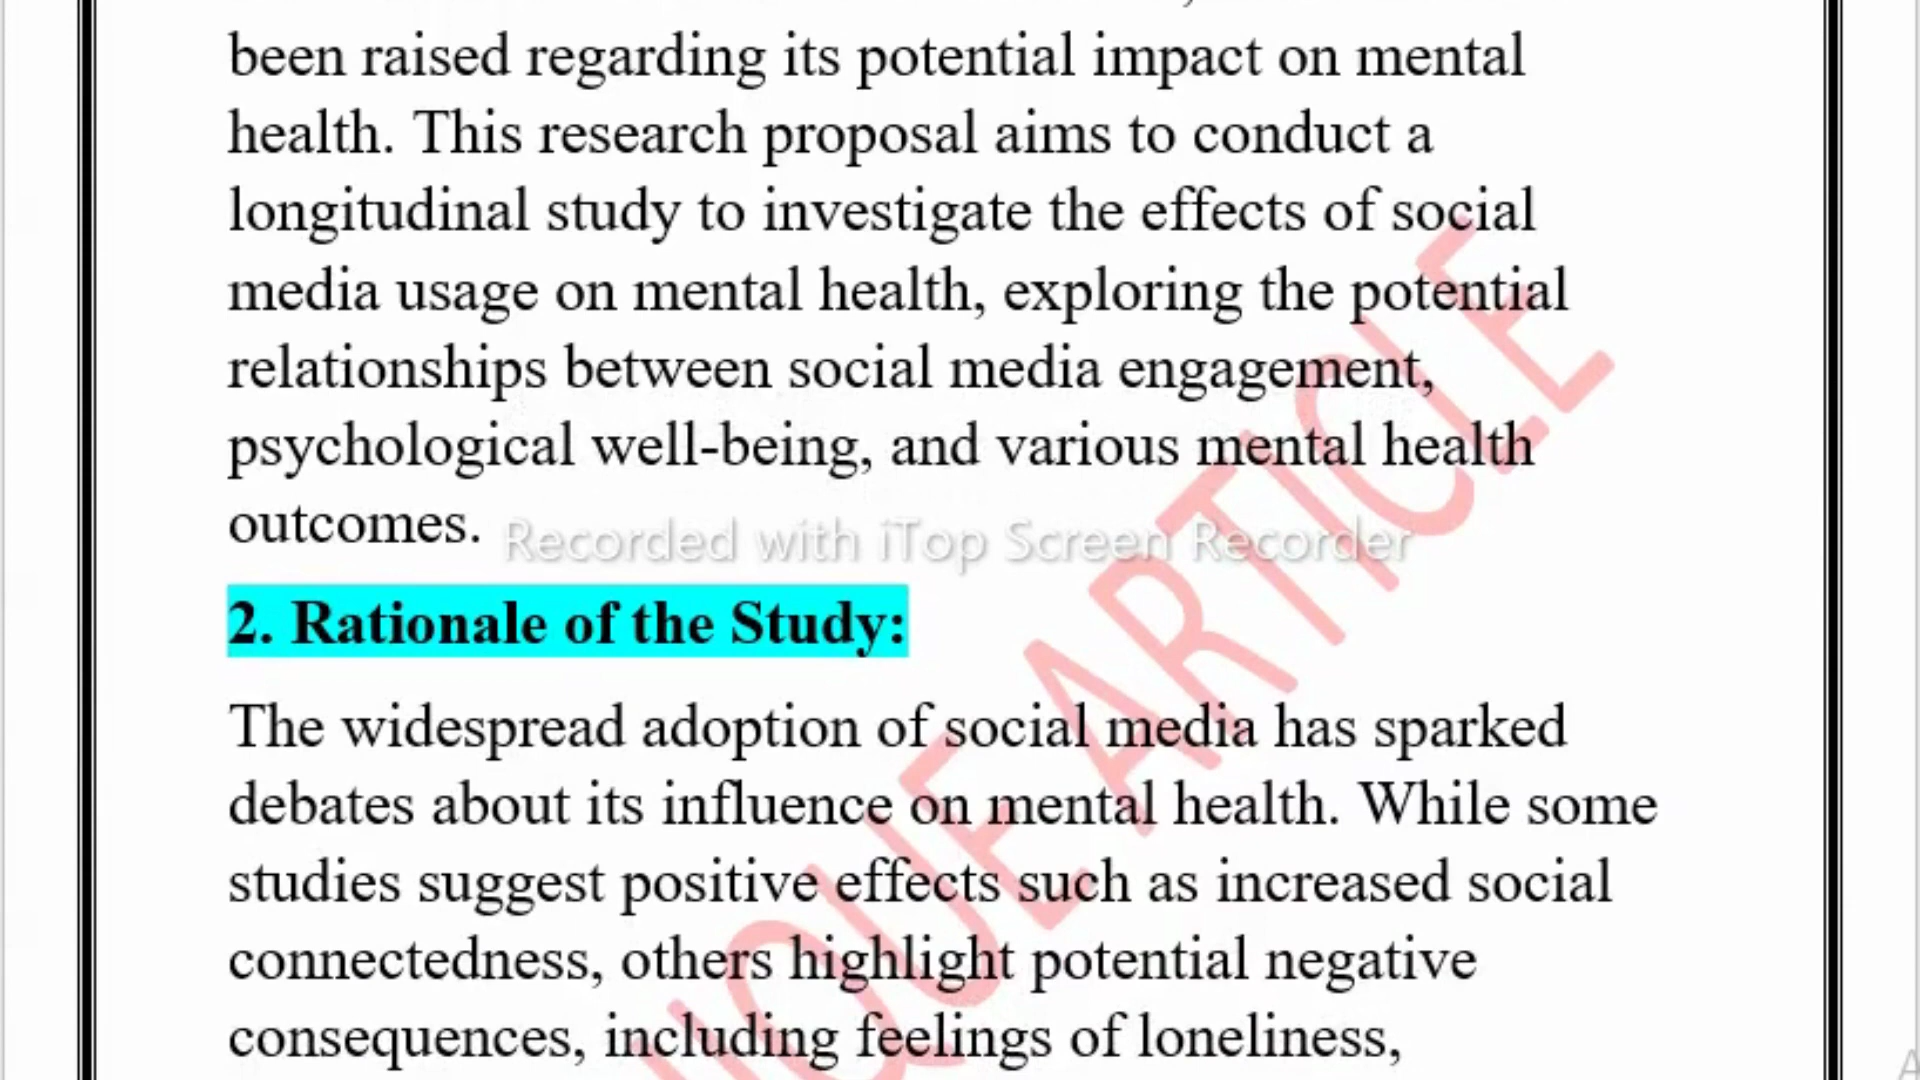 been raised regarding its potential impact on mental
health. This research proposal aims to conduct a
longitudinal study to investigate the effects of social
media usage on mental health, exploring the potential
relationships between social media engagement,
psychological well-being, and various mental health
outcomes.
Recorded with iTop Screen Recorder
2. Rationale of the Study:
The widespread adoption of social media has sparked
debates about its influence on mental health. While some
studies suggest positive effects such as increased social
connectedness, others highlight potential negative
consequences, including feelings of loneliness,
ARTICLE